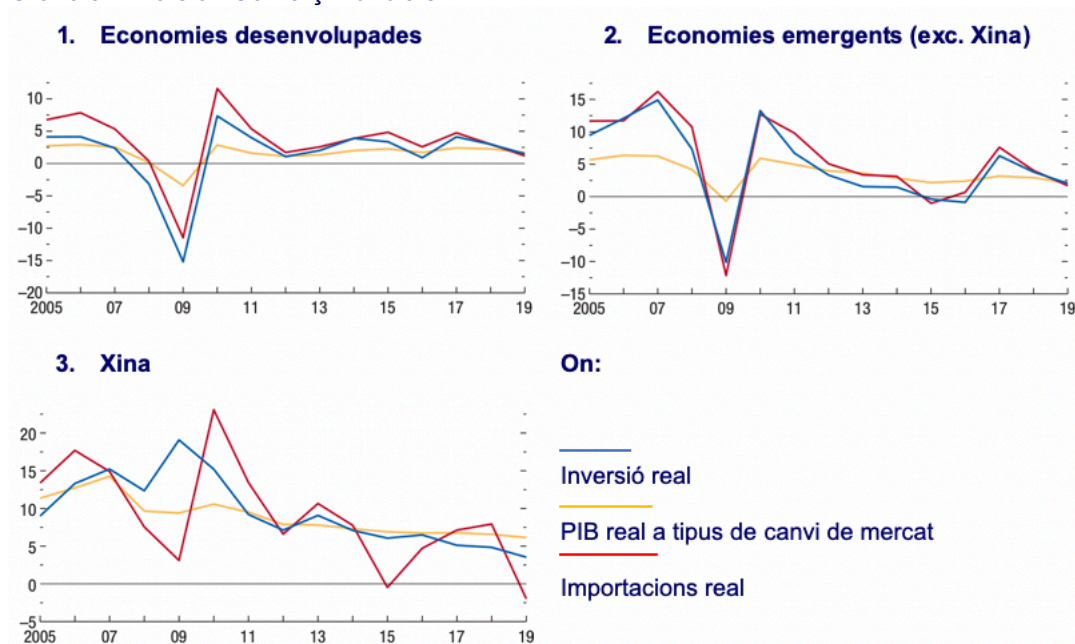 1. Economies desenvolupades
10
5
0
−5
−10
−15
−20
2005 07 09 11 13 15 17 19
2. Economies emergents (exc. Xina)
15
10
5
0
−5
−10
−15
2005 07 09 11 13 15 17 19
3. Xina
20
15
10
5
0
−5
2005 07 09 11 13 15 17 19
On:
Inversió real
PIB real a tipus de canvi de mercat
Importacions real